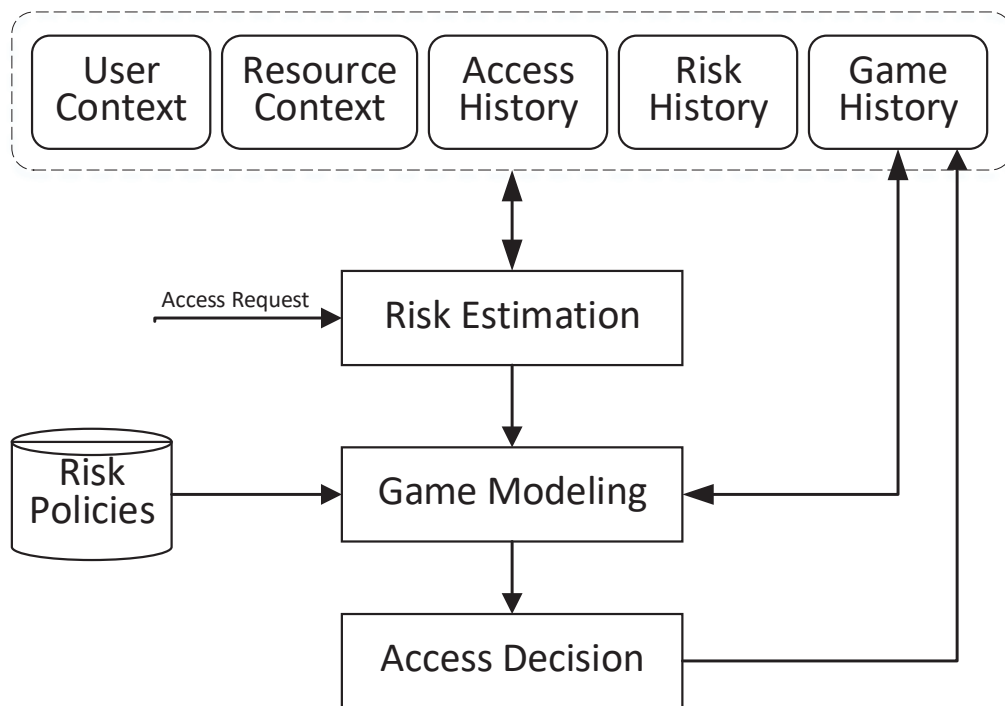 User
Context
Resource
Context
Access
History
Risk
History
Game
History
Access Request
Risk Estimation
Risk
Policies
Game Modeling
Access Decision